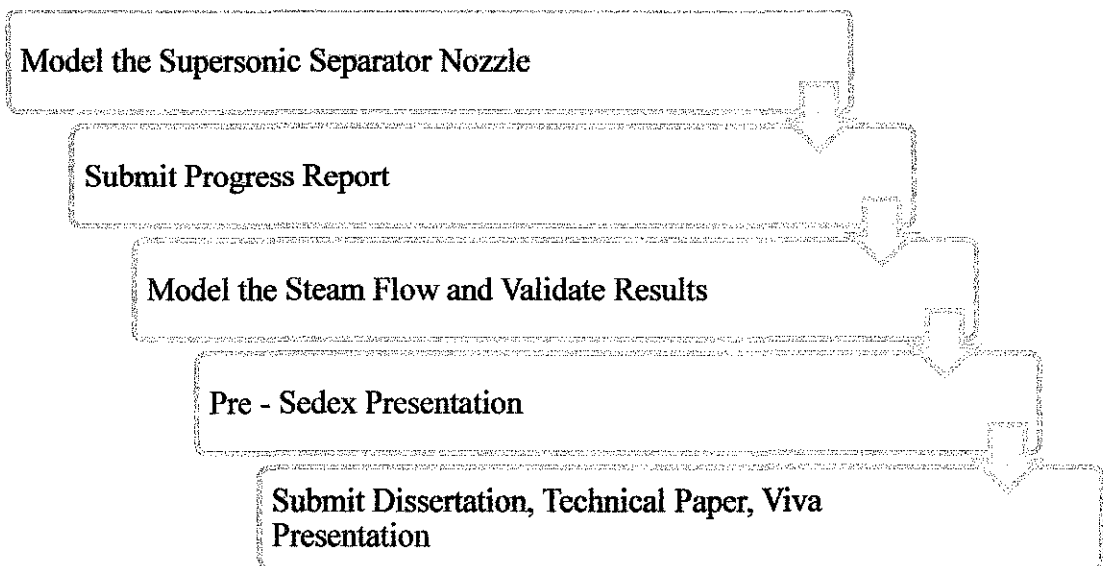 Model the Supersonic Separator Nozzle
Submit Progress Report
Model the Steam Flow and Validate Results
Pre - Sedex Presentation
Submit Dissertation, Technical Paper, Viva
Presentation